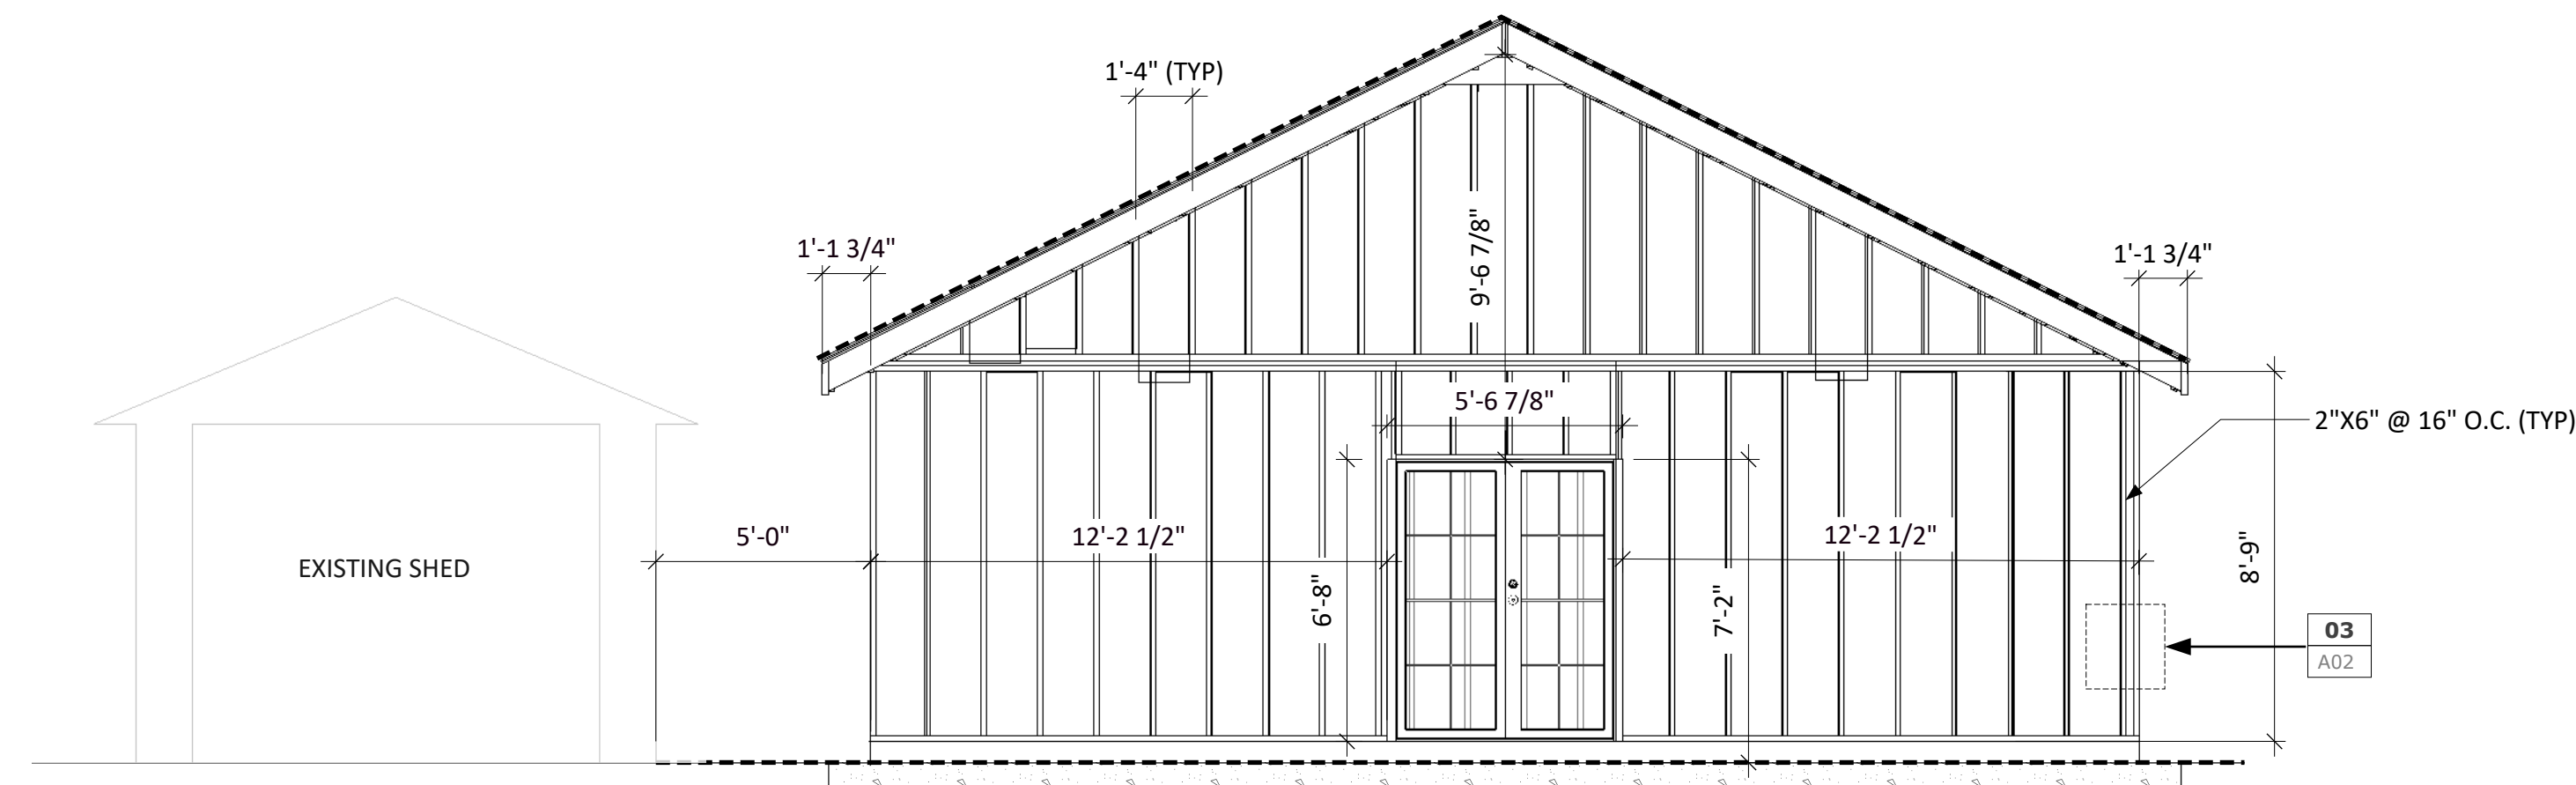 1'-4" (TYP)
1'-1 3/4"
1'-1 3/4"
9'-6 7/8"
5'-6 7/8"
2"X6" @ 16" O.C. (TYP)
5'-0"
12'-2 1/2"
12'-2 1/2"
EXISTING SHED
6'-8"
7'-2"
8'-9"
03
A02